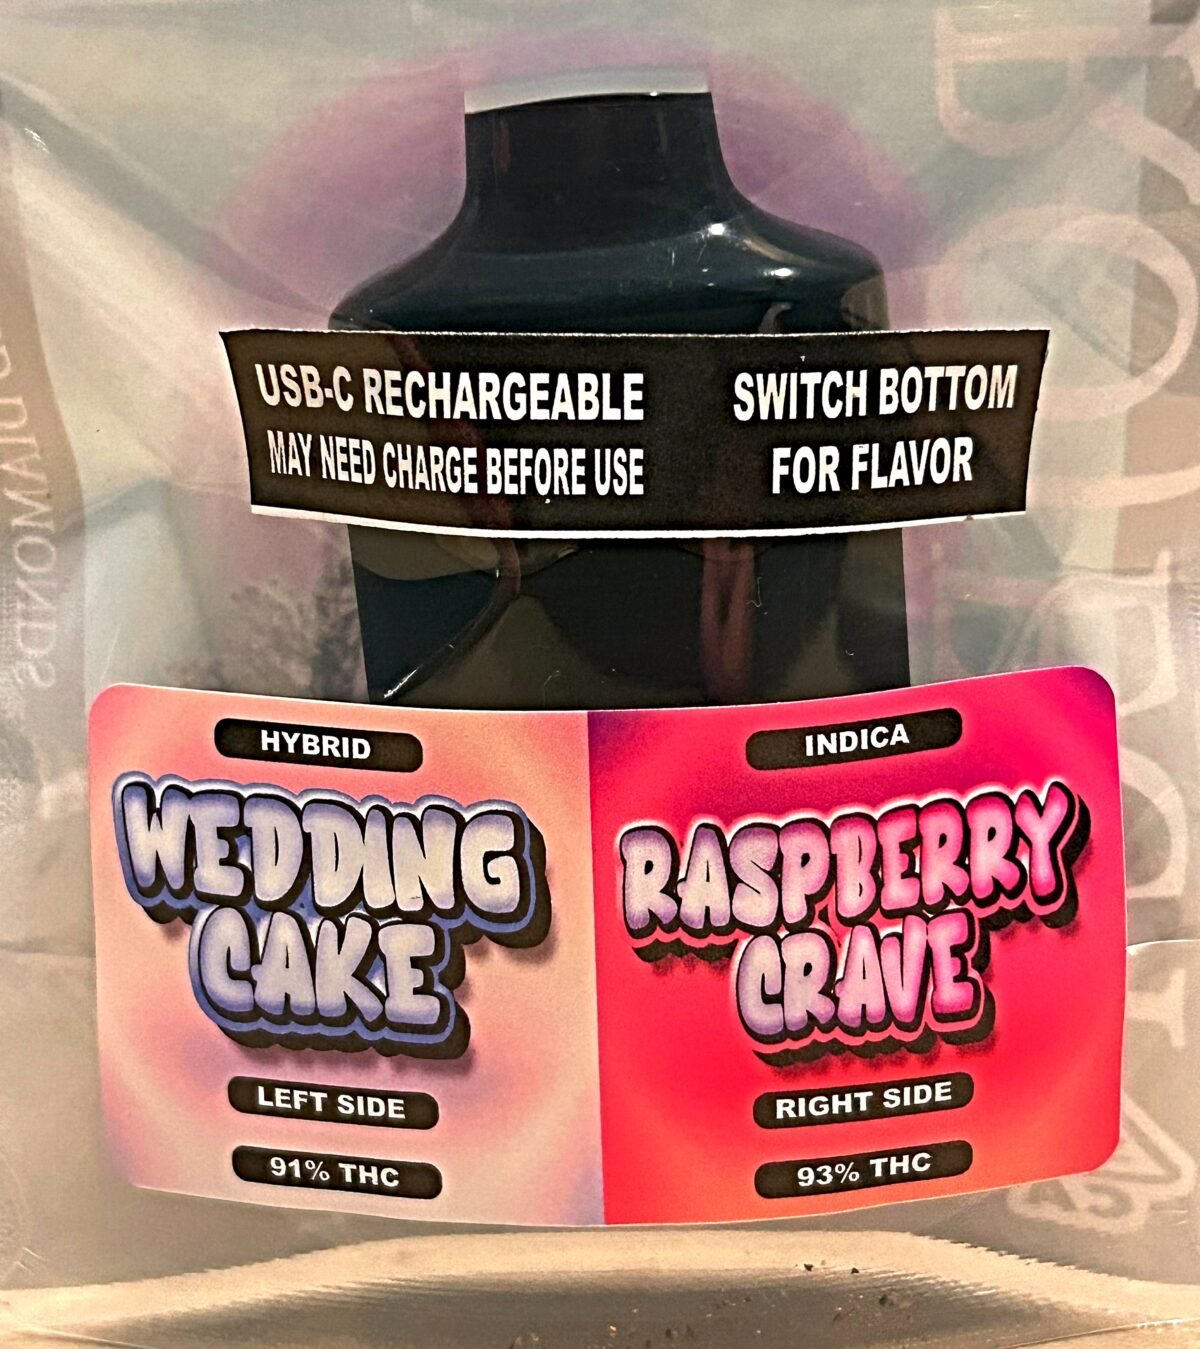 USB-C RECHARGEABLE
MAY NEED CHARGE BEFORE USE
SWITCH BOTTOM
FOR FLAVOR
HYBRID
WEDDING
CAKE
LEFT SIDE
91% THC
INDICA
RASPBERRY
CRAVE
RIGHT SIDE
93% THC